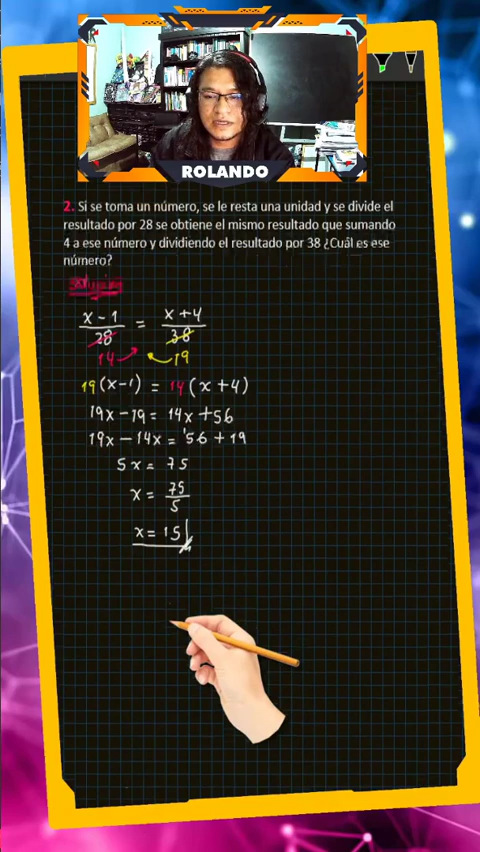 ROLANDO
2. Si se toma un número, se le resta una unidad y se divide el
resultado por 28 se obtiene el mismo resultado que sumando
4 a ese número y dividiendo el resultado por 38 ¿Cuál es ese
número?
Solución
x - 1 / 28 = x + 4 / 38
14 19
19 (x - 1) = 14 (x + 4)
19x - 19 = 14x + 56
19x - 14x = 56 + 19
5x = 75
x = 75 / 5
x = 15